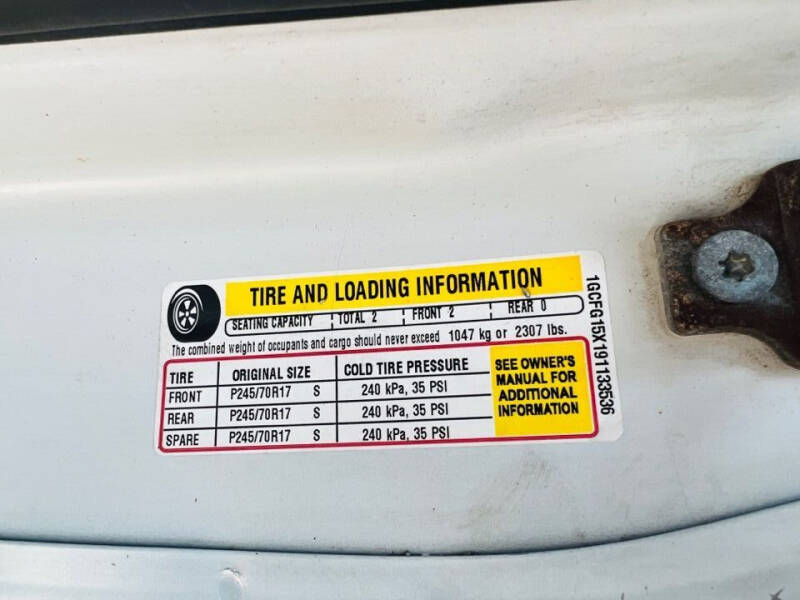 TIRE AND LOADING INFORMATION
SEATING CAPACITY TOTAL 2 FRONT 2 REAR 0
The combined weight of occupants and cargo should never exceed 1047 kg or 2307 lbs.
TIRE ORIGINAL SIZE COLD TIRE PRESSURE
FRONT P245/70R17 S 240 kPa, 35 PSI
REAR P245/70R17 S 240 kPa, 35 PSI
SPARE P245/70R17 S 240 kPa, 35 PSI
SEE OWNER'S
MANUAL FOR
ADDITIONAL
INFORMATION
1GCFG15X191133536